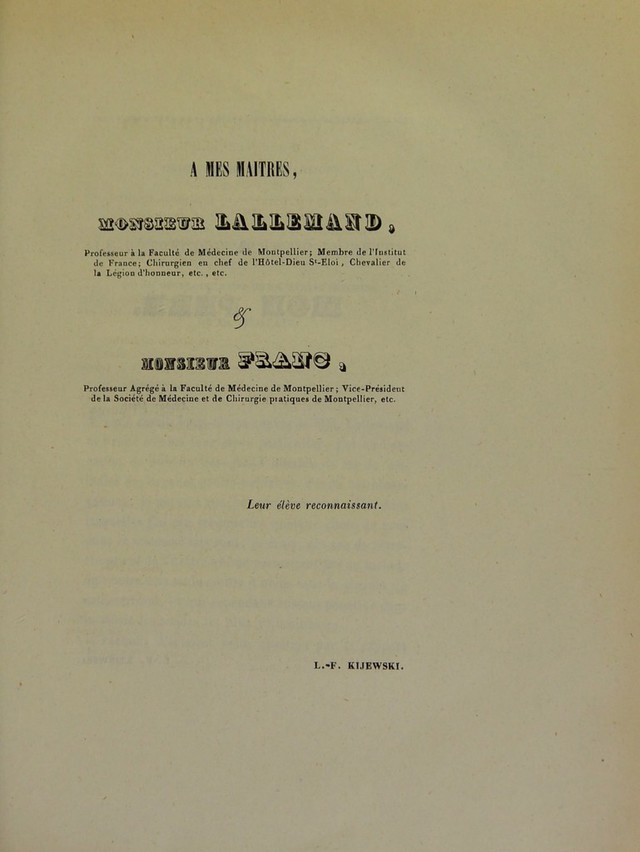 A MES MAITRES,
MONSIEUR LALLEMAND,
Professeur à la Faculté de Médecine de Montpellier; Membre de l'Institut
de France; Chirurgien en chef de l'Hôtel-Dieu St-Eloi, Chevalier de
la Légion d'honneur, etc., etc.
&
MONSIEUR FRANC,
Professeur Agrégé à la Faculté de Médecine de Montpellier; Vice-Président
de la Société de Médecine et de Chirurgie pratiques de Montpellier, etc.
Leur élève reconnaissant.
L.-F. KIJEWSKI.